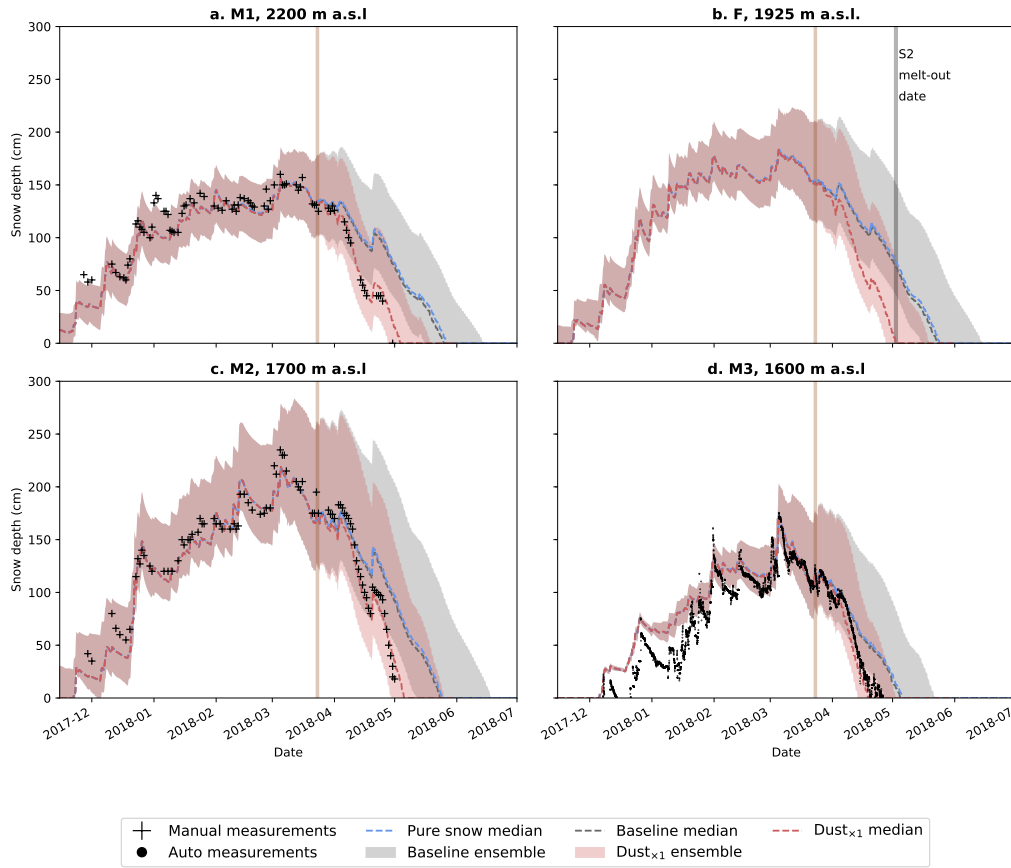 a. M1, 2200 m a.s.l
b. F, 1925 m a.s.l.
300
250
200
150
100
50
0
Snow depth (cm)
S2
melt-out
date
c. M2, 1700 m a.s.l
d. M3, 1600 m a.s.l
300
250
200
150
100
50
0
Snow depth (cm)
2017-12
2018-01
2018-02
2018-03
2018-04
2018-05
2018-06
2018-07
Date
2017-12
2018-01
2018-02
2018-03
2018-04
2018-05
2018-06
2018-07
Date
Manual measurements
Pure snow median
Baseline median
Dust×1 median
Auto measurements
Baseline ensemble
Dust×1 ensemble